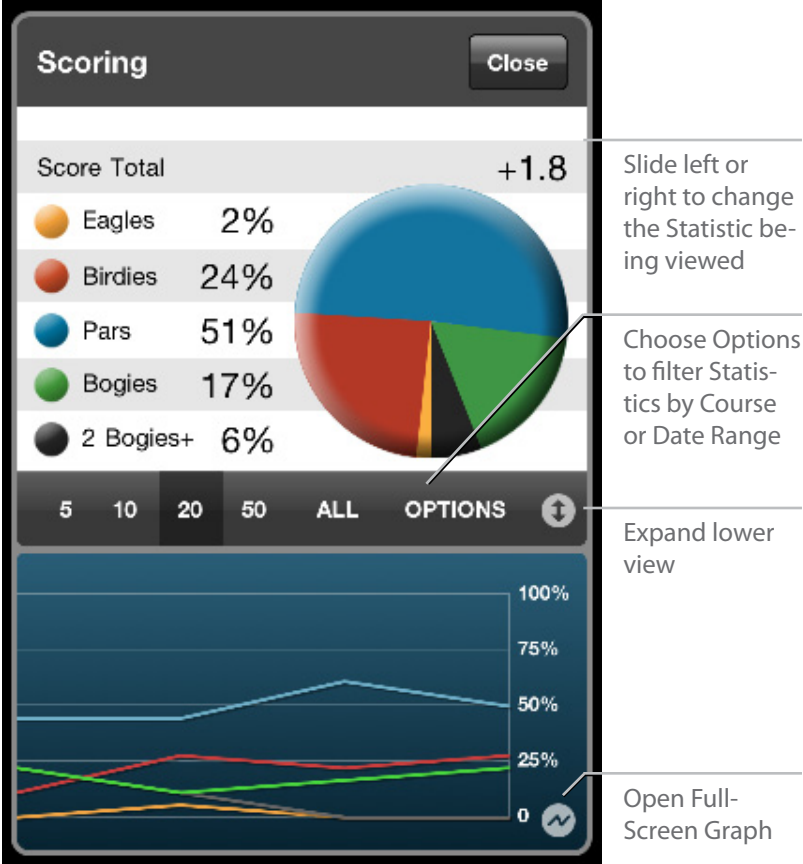 Scoring
Close
Score Total
+1.8
Eagles 2%
Birdies 24%
Pars 51%
Bogies 17%
2 Bogies+ 6%
5 10 20 50 ALL OPTIONS
100%
75%
50%
25%
0
Slide left or
right to change
the Statistic be-
ing viewed
Choose Options
to filter Statis-
tics by Course
or Date Range
Expand lower
view
Open Full-
Screen Graph